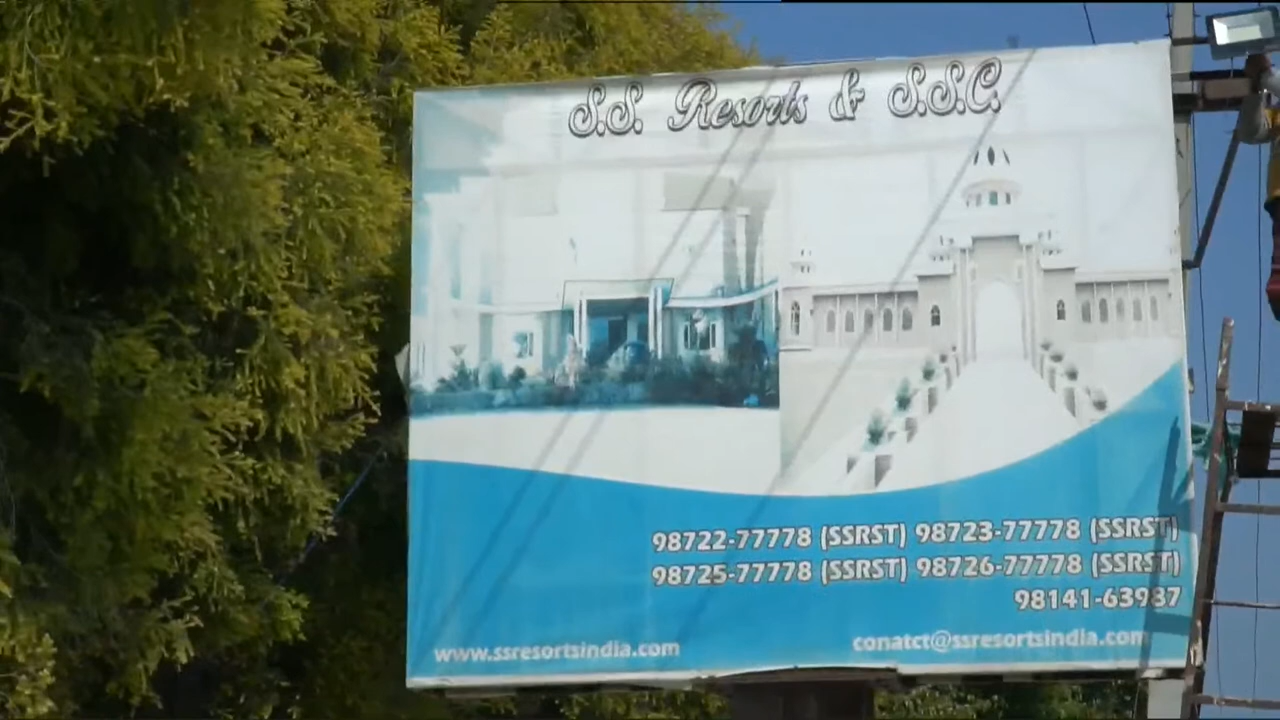 S.S. Resorts & S.S.C.
98722-77778 (SSRST) 98723-77778 (SSRST)
98725-77778 (SSRST) 98726-77778 (SSRST)
98141-63987
www.ssresortsindia.com
conatct@ssresortsindia.com